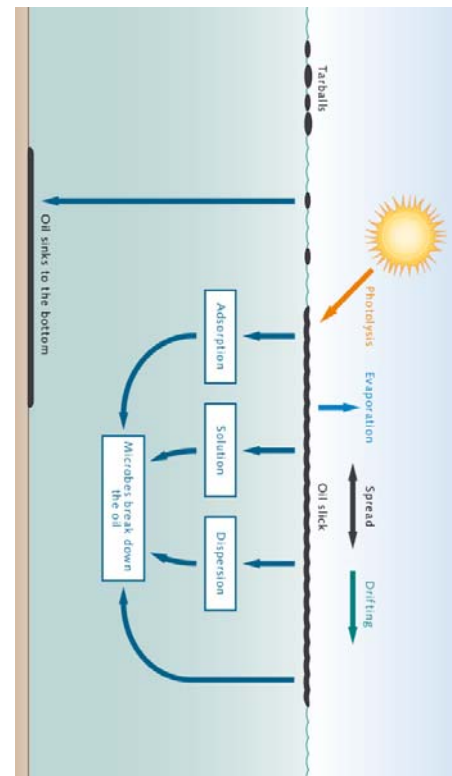 Tarballs
Photolysis
Evaporation
Spread
Drifting
Oil slick
Adsorption
Solution
Dispersion
Microbes break down
the oil
Oil sinks to the bottom